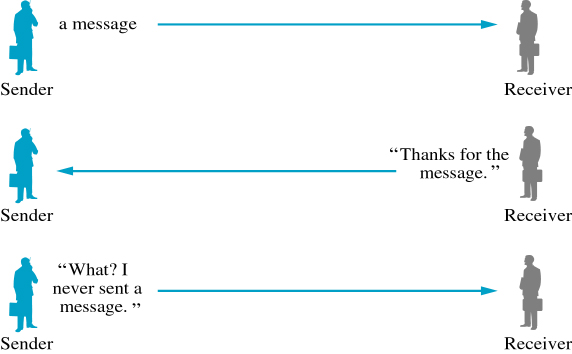 a message
Sender
Receiver
“Thanks for the
message.”
Sender
Receiver
“What? I
never sent a
message.”
Sender
Receiver